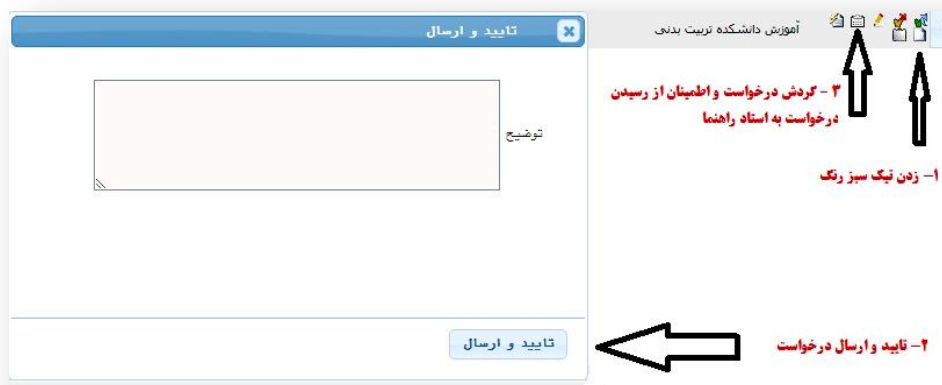 تایید و ارسال
آموزش دانشکده تربیت بدنی
۳ - گردش درخواست و اطمینان از رسیدن
درخواست به استاد راهنما
توضیح
۱- زدن تیک سبز رنگ
تایید و ارسال
۲- تایید و ارسال درخواست